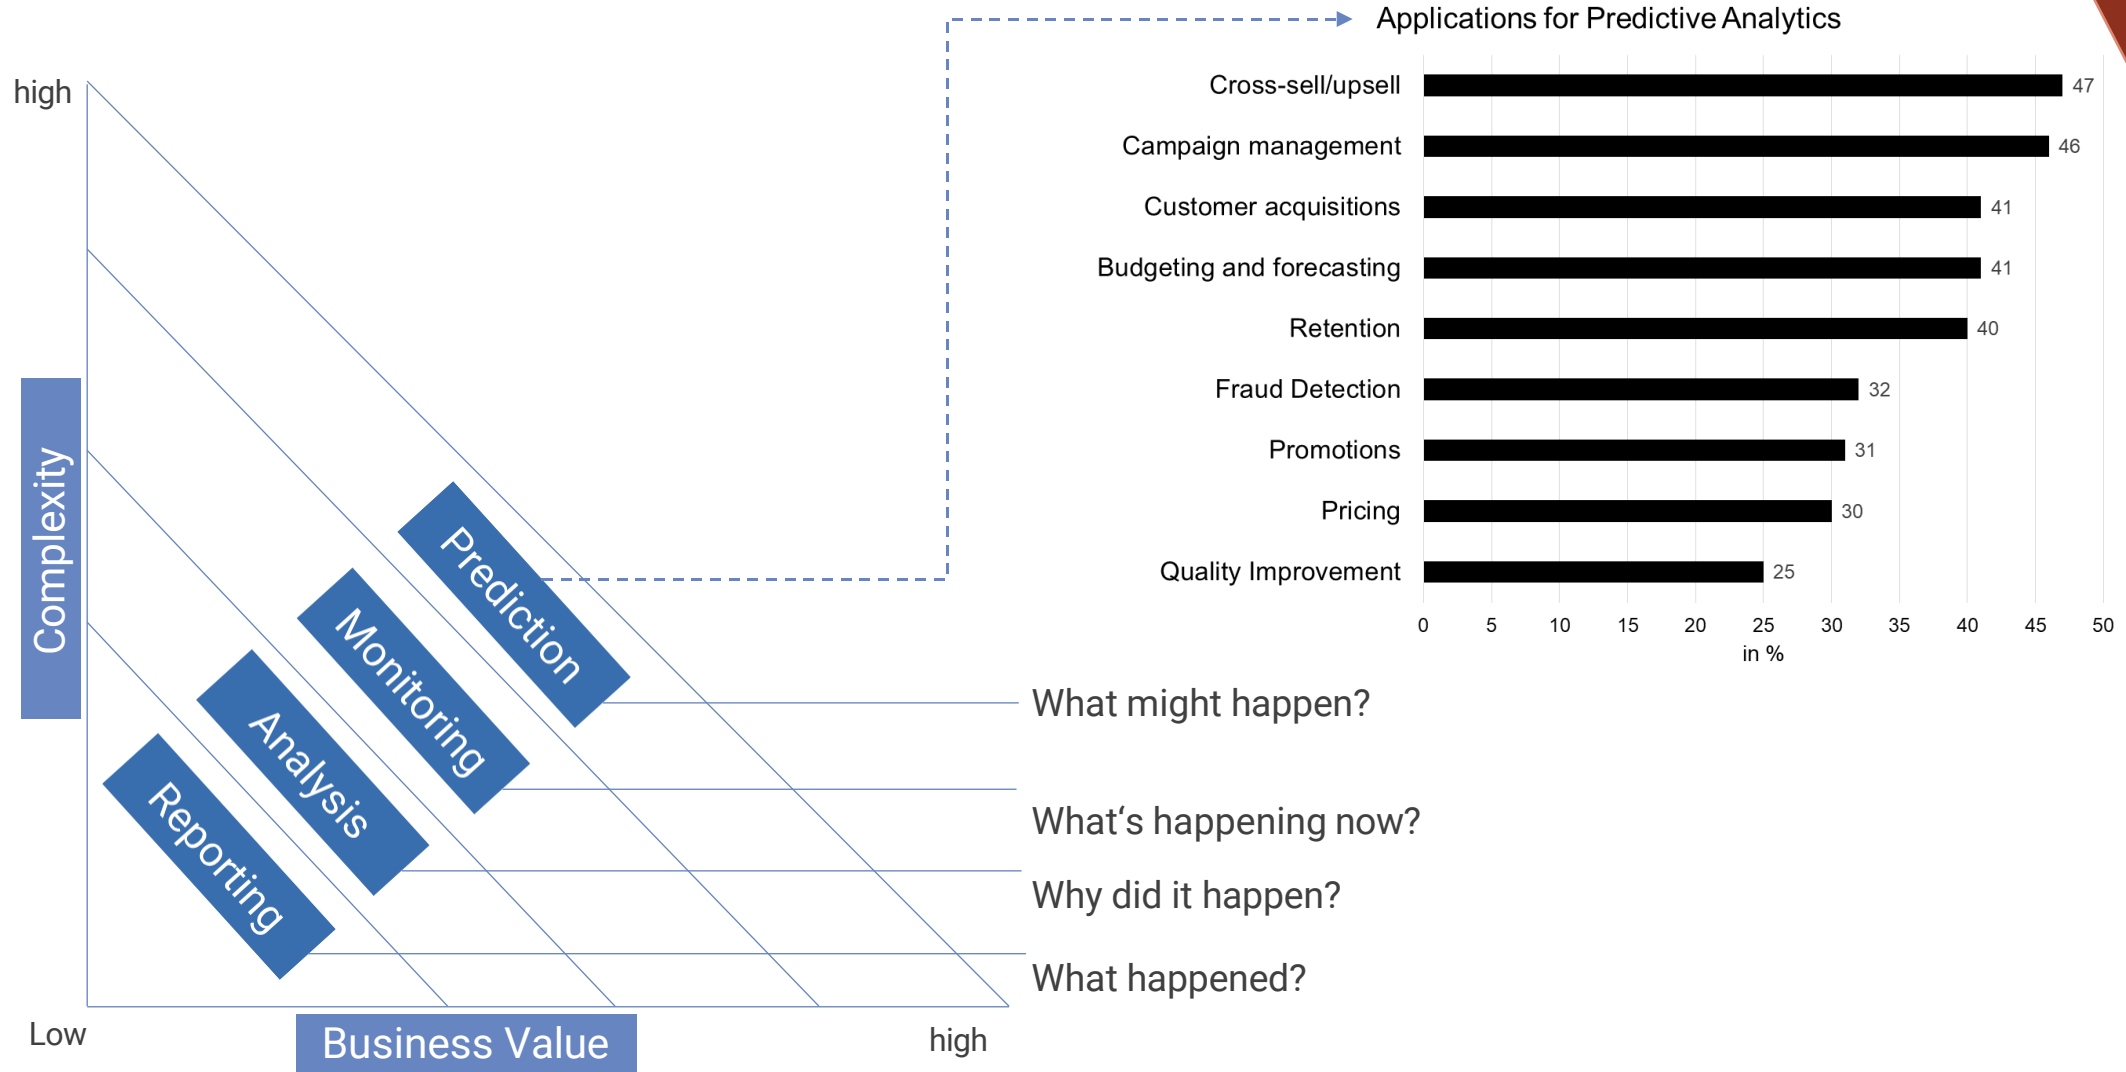 high
Complexity
Low
Business Value
high
Prediction
Monitoring
Analysis
Reporting
What might happen?
What‘s happening now?
Why did it happen?
What happened?
Applications for Predictive Analytics
Cross-sell/upsell 47
Campaign management 46
Customer acquisitions 41
Budgeting and forecasting 41
Retention 40
Fraud Detection 32
Promotions 31
Pricing 30
Quality Improvement 25
0 5 10 15 20 25 30 35 40 45 50
in %